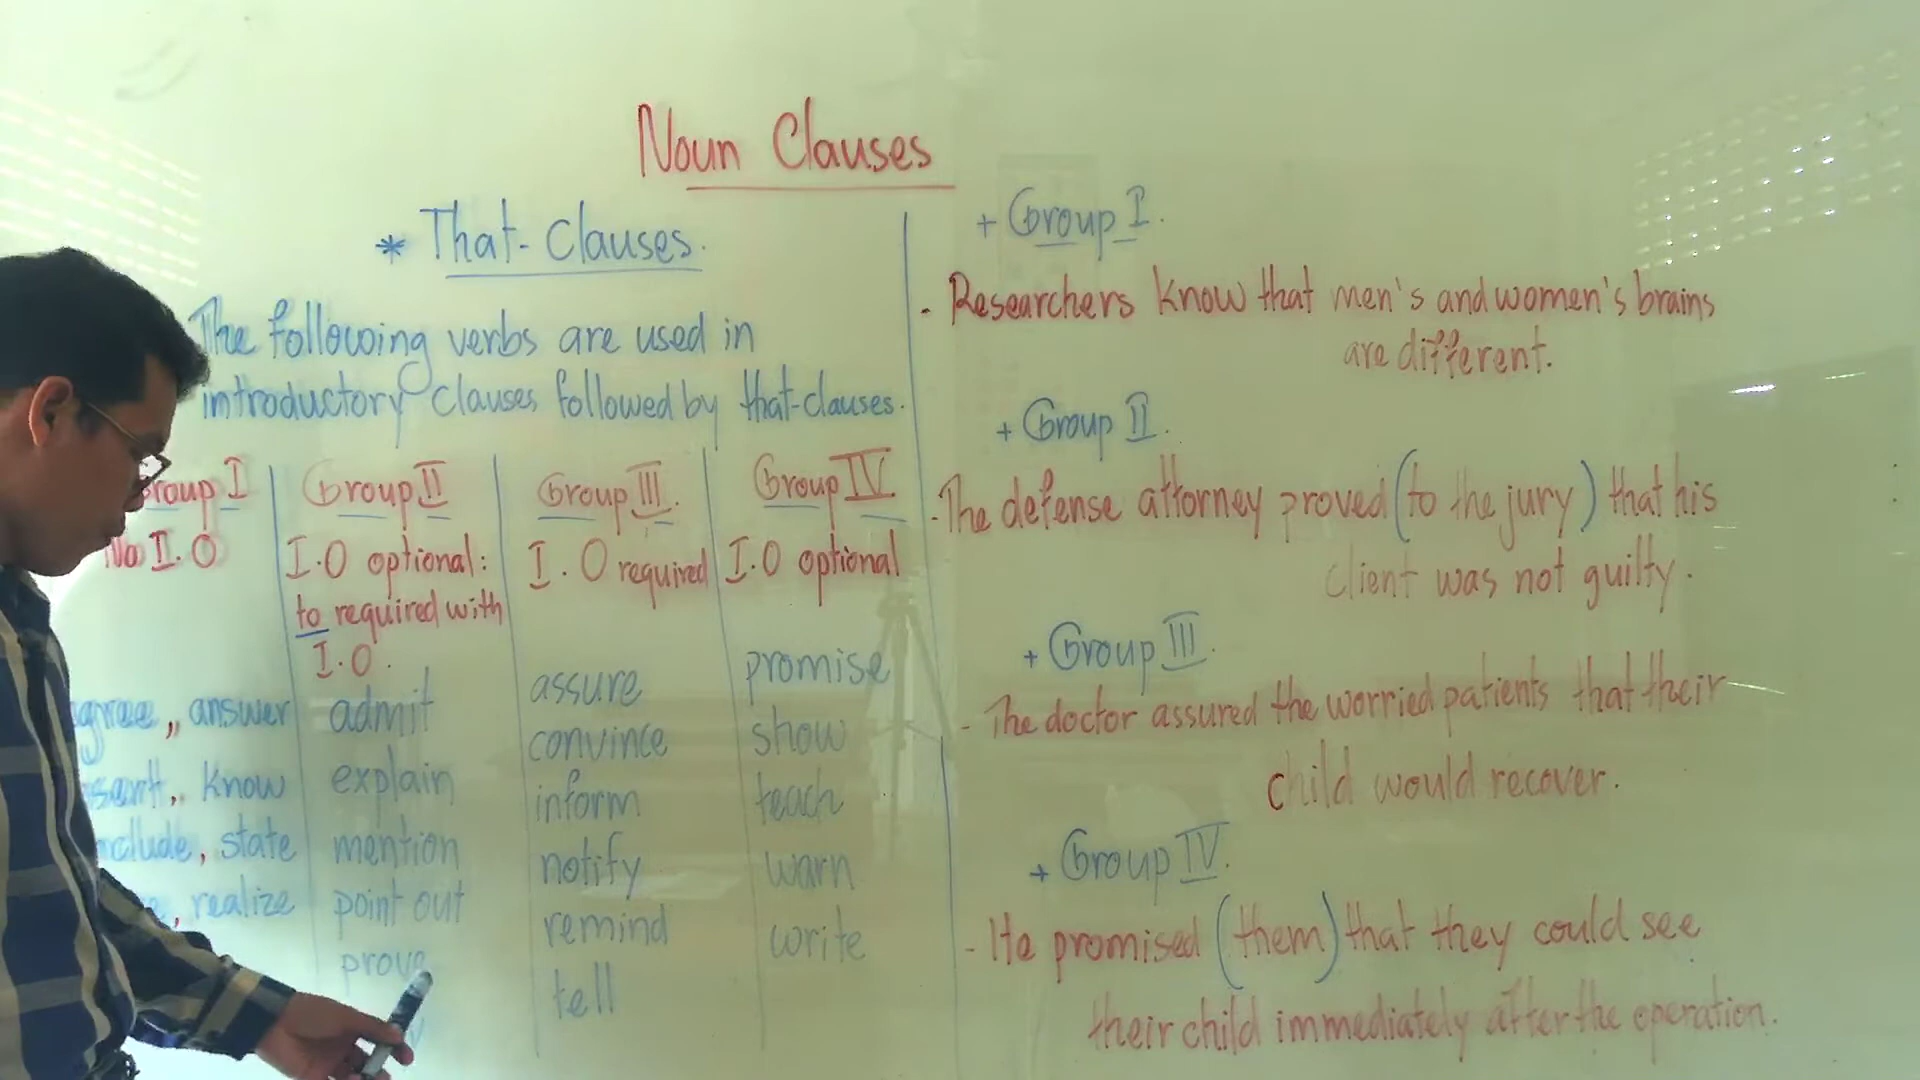 Noun Clauses
* That-Clauses.
The following verbs are used in
introductory clauses followed by that-clauses.
Group I
No I.O
answer
know
state
realize
Group II
I.O optional:
to required with
I.O.
admit
explain
mention
point out
prove
Group III.
I.O required
assure
convince
inform
notify
remind
tell
Group IV
I.O optional
promise
show
teach
warn
write
+ Group I.
- Researchers know that men's and women's brains
are different.
+ Group II.
- The defense attorney proved (to the jury) that his
client was not guilty.
+ Group III.
- The doctor assured the worried patients that their
child would recover.
+ Group IV.
- He promised (them) that they could see
their child immediately after the operation.